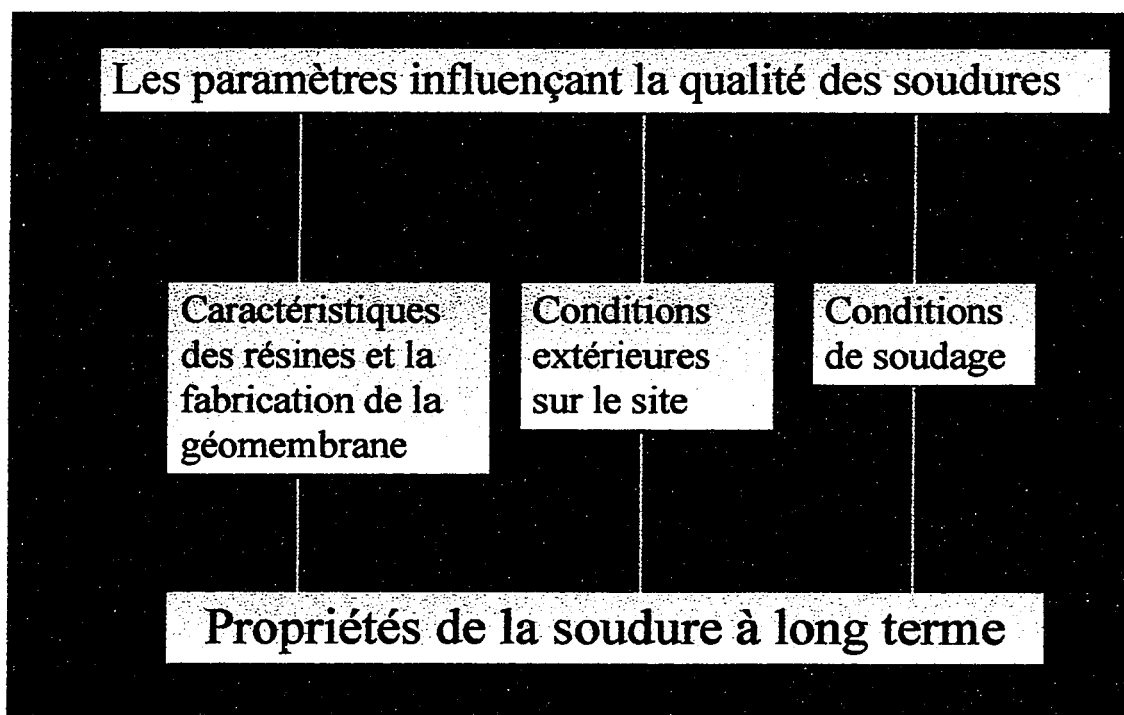 Les paramètres influençant la qualité des soudures
Caractéristiques
des résines et la
fabrication de la
géomembrane
Conditions
extérieures
sur le site
Conditions
de soudage
Propriétés de la soudure à long terme